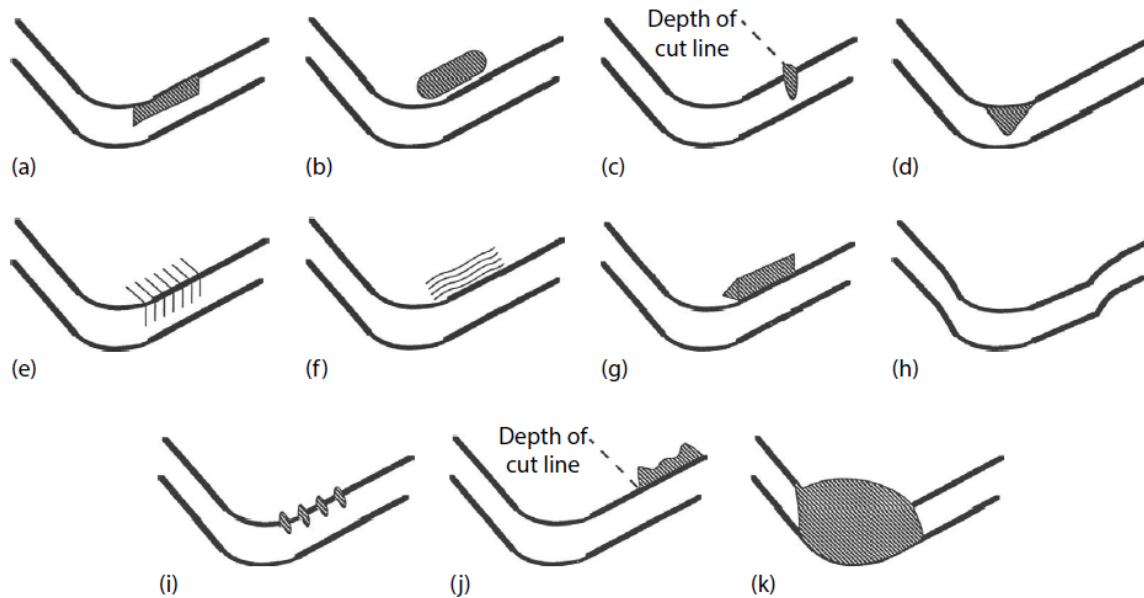 Depth of
cut line
(a)
(b)
(c)
(d)
(e)
(f)
(g)
(h)
Depth of
cut line
(i)
(j)
(k)